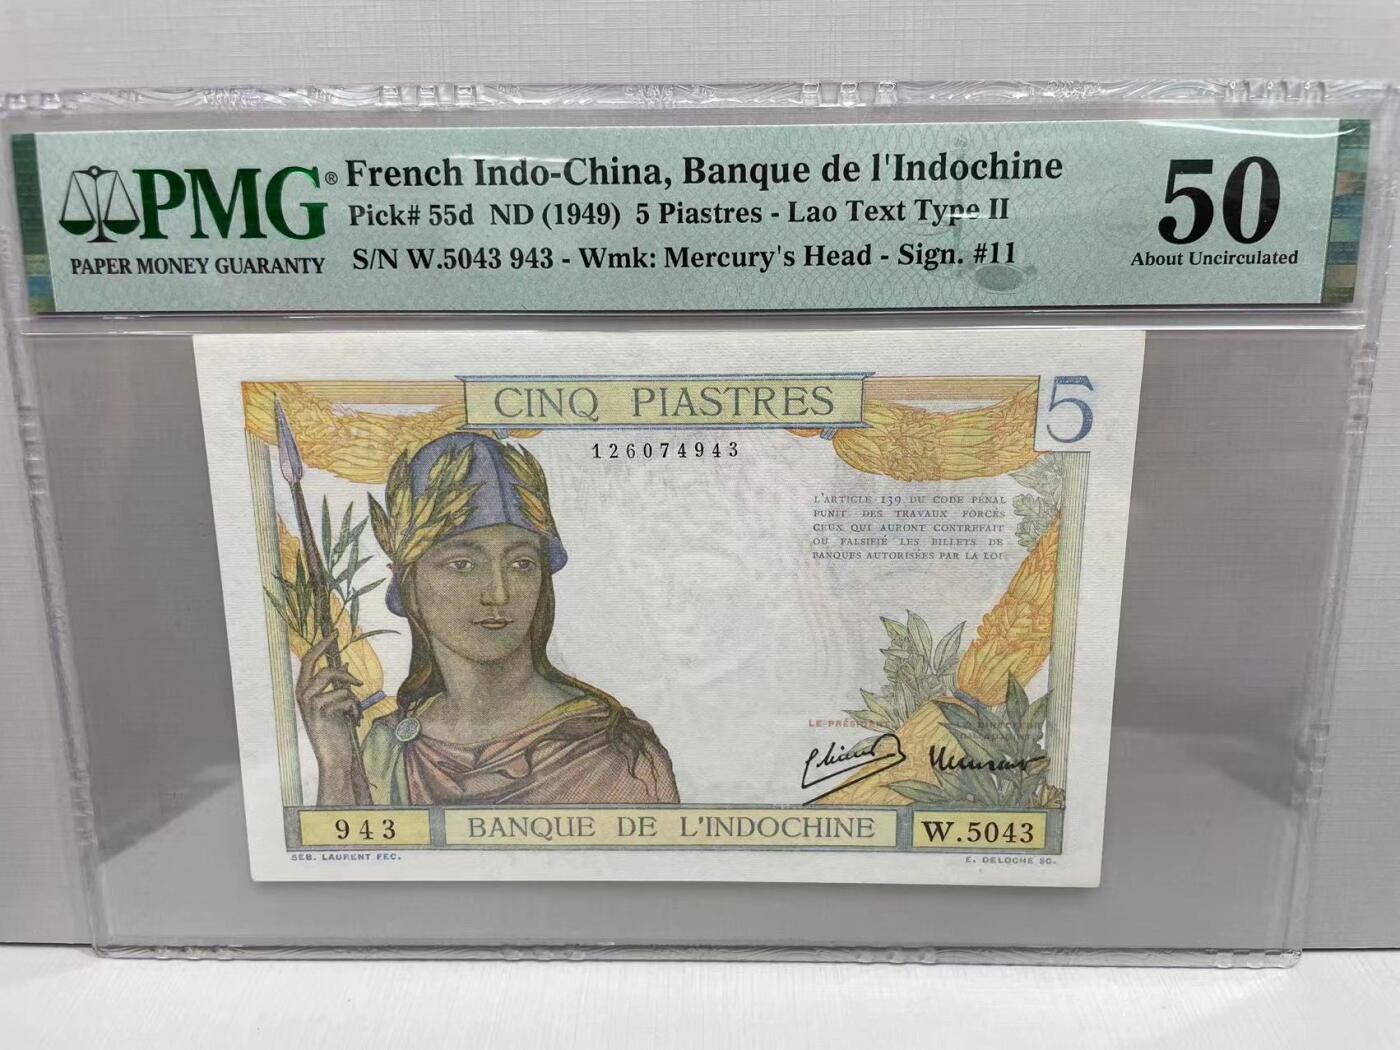 PMG®
PAPER MONEY GUARANTY
French Indo-China, Banque de l'Indochine
Pick# 55d ND (1949) 5 Piastres - Lao Text Type II
S/N W.5043 943 - Wmk: Mercury's Head - Sign. #11
50
About Uncirculated
CINQ PIASTRES
5
126074943
L'ARTICLE 139 DU CODE PÉNAL
PUNIT DES TRAVAUX FORCÉS
CEUX QUI AURONT CONTREFAIT
OU FALSIFIÉ LES BILLETS DE
BANQUES AUTORISÉES PAR LA LOI.
LE PRÉSIDENT
943
BANQUE DE L'INDOCHINE
W.5043
SÉB. LAURENT FEC.
E. DELOCHE SC.